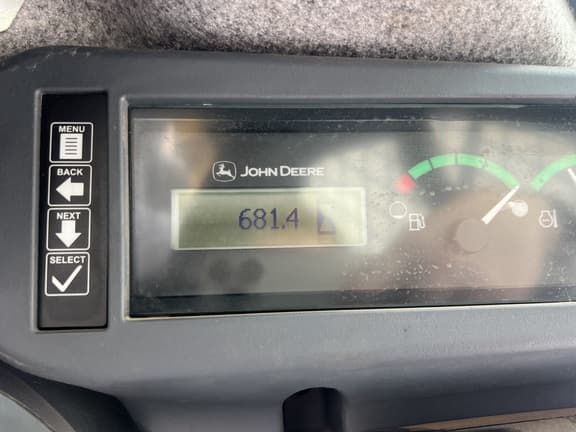 MENU
BACK
NEXT
SELECT
JOHN DEERE
681.4